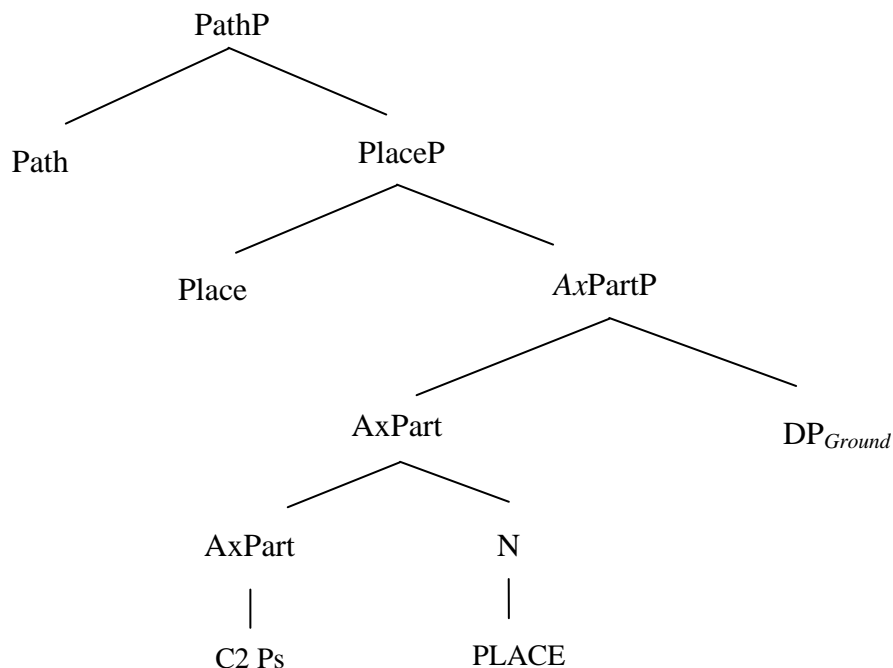 PathP
Path PlaceP
Place AxPartP
AxPart DPGround
AxPart N
C2 Ps PLACE